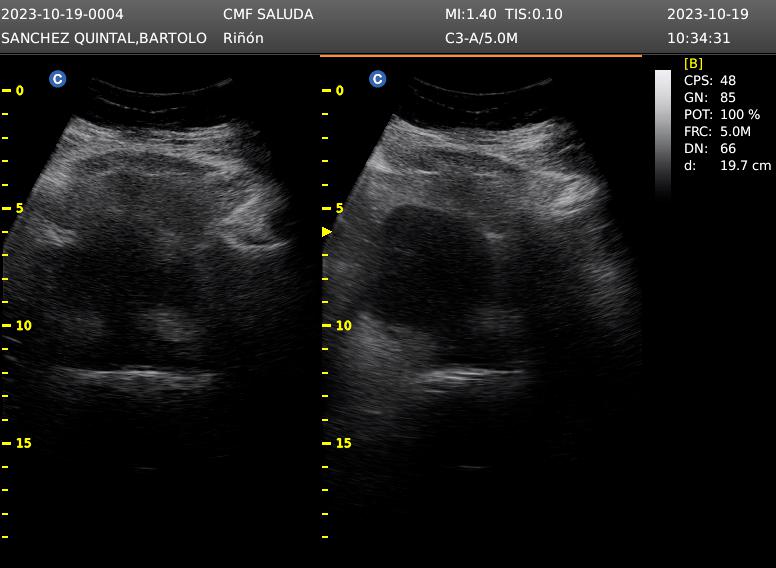 2023-10-19-0004 CMF SALUDA MI:1.40 TIS:0.10 2023-10-19
SANCHEZ QUINTAL,BARTOLO Riñón C3-A/5.0M 10:34:31
C C
[B]
CPS: 48
GN: 85
POT: 100 %
FRC: 5.0M
DN: 66
d: 19.7 cm
0 0
5 5
10 10
15 15